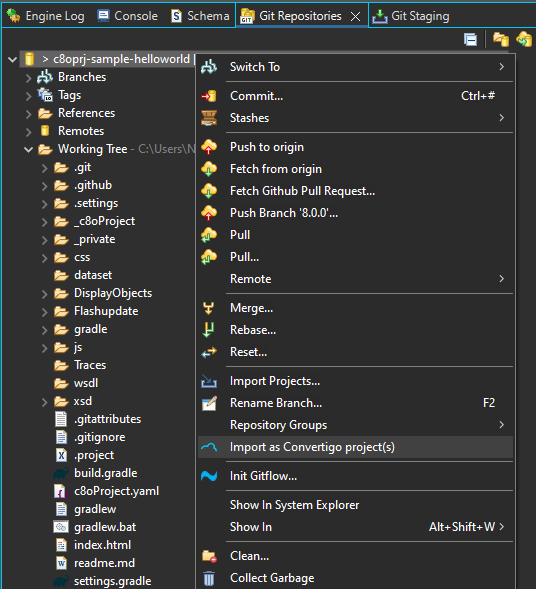 Engine Log
Console
Schema
Git Repositories
Git Staging
> c8oprj-sample-helloworld [
Branches
Tags
References
Remotes
Working Tree - C:\Users\N
.git
.github
.settings
_c8oProject
_private
css
dataset
DisplayObjects
Flashupdate
gradle
js
Traces
wsdl
xsd
.gitattributes
.gitignore
.project
build.gradle
c8oProject.yaml
gradlew
gradlew.bat
index.html
readme.md
settings.gradle
Switch To
Commit... Ctrl+#
Stashes
Push to origin
Fetch from origin
Fetch Github Pull Request...
Push Branch '8.0.0'...
Pull
Pull...
Remote
Merge...
Rebase...
Reset...
Import Projects...
Rename Branch... F2
Repository Groups
Import as Convertigo project(s)
Init Gitflow...
Show In System Explorer
Show In Alt+Shift+W
Clean...
Collect Garbage